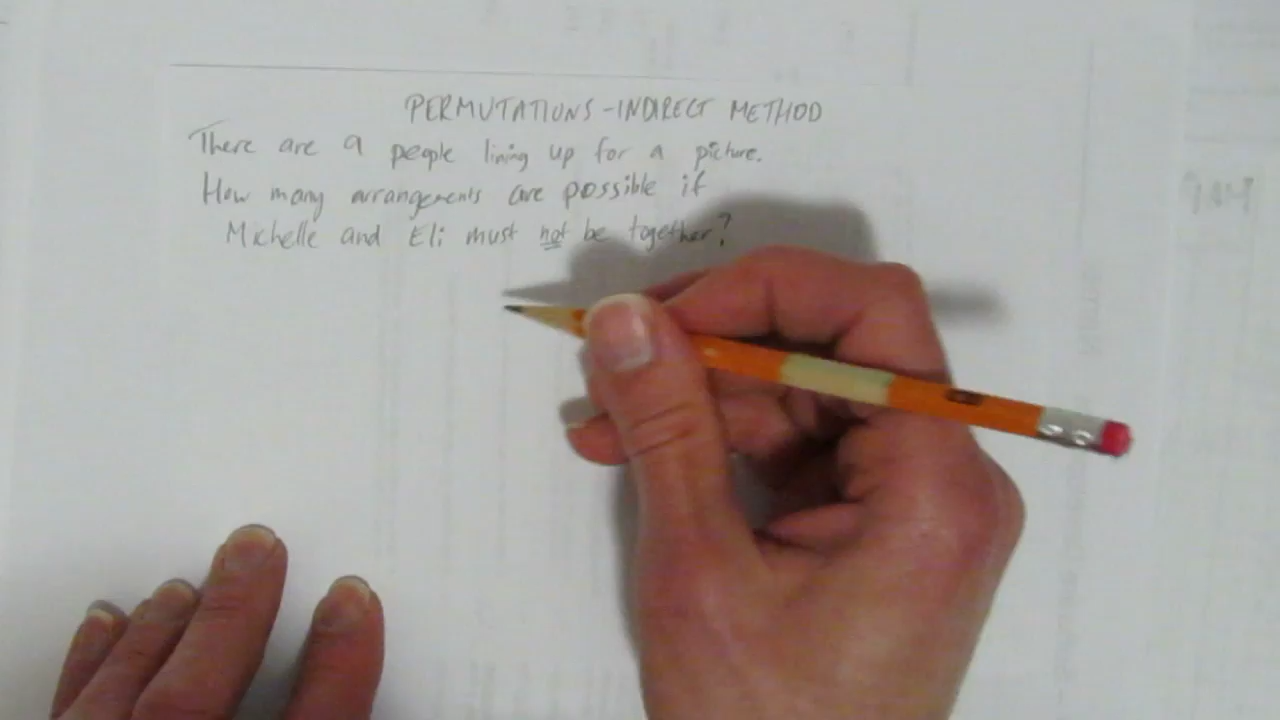 PERMUTATIONS - INDIRECT METHOD
There are 9 people lining up for a picture.
How many arrangements are possible if
Michelle and Eli must not be together?